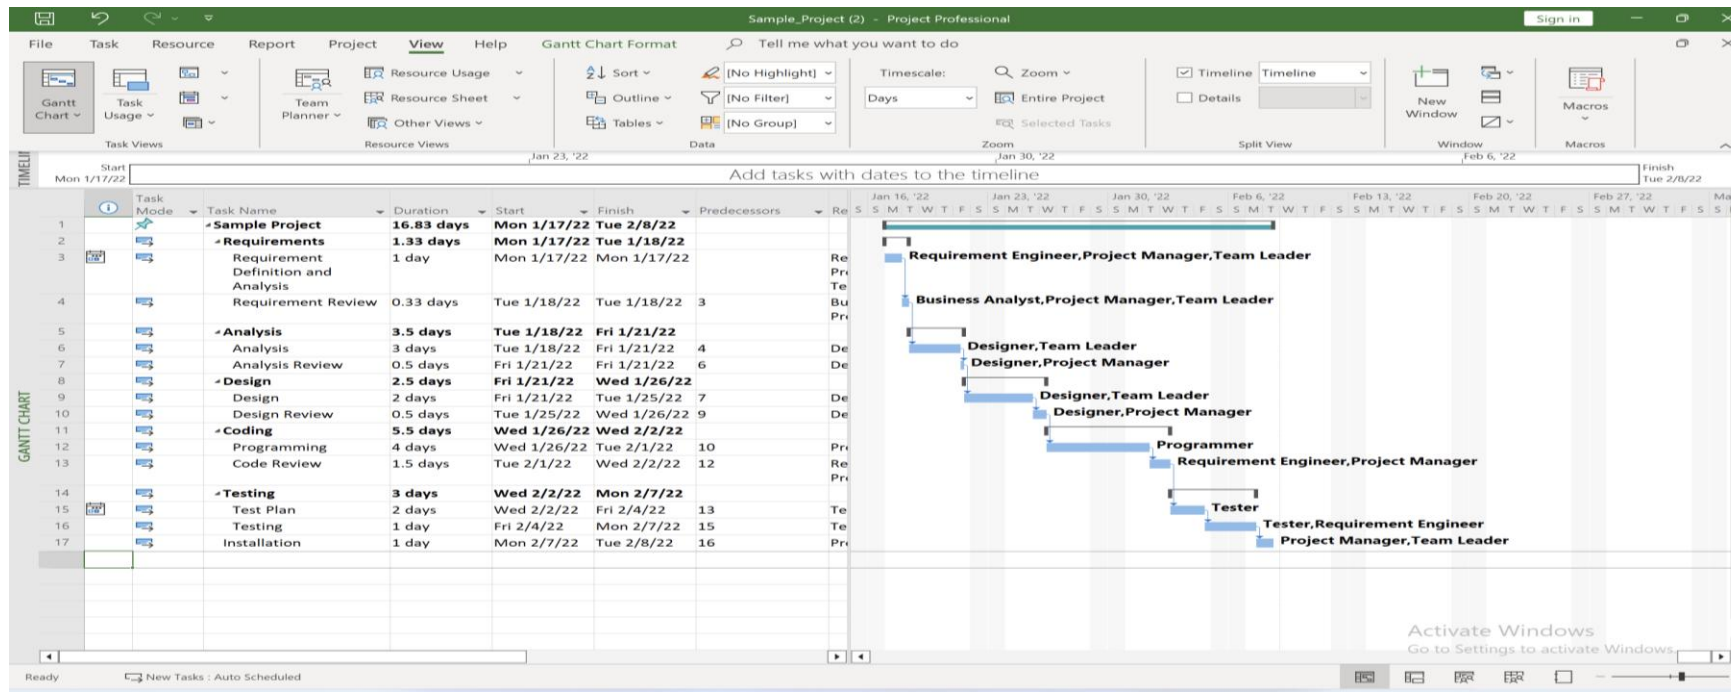 Sample_Project (2) - Project Professional
Sign in
File Task Resource Report Project View Help Gantt Chart Format Tell me what you want to do
Gantt Chart
Task Usage
Team Planner
Resource Usage
Resource Sheet
Other Views
Sort
Outline
Tables
[No Highlight]
[No Filter]
[No Group]
Timescale:
Days
Zoom
Entire Project
Selected Tasks
Timeline Timeline
Details
New Window
Macros
Task Views Resource Views Data Zoom Split View Window Macros
Jan 23, '22 Jan 30, '22 Feb 6, '22
Start
Mon 1/17/22
Add tasks with dates to the timeline
Finish
Tue 2/8/22
Task Mode Task Name Duration Start Finish Predecessors Re
Jan 16, '22 Jan 23, '22 Jan 30, '22 Feb 6, '22 Feb 13, '22 Feb 20, '22 Feb 27, '22 Ma
S S M T W T F S S M T W T F S S M T W T F S S M T W T F S S M T W T F S S M T W T F S S M T W T F S S
1 Sample Project 16.83 days Mon 1/17/22 Tue 2/8/22
2 Requirements 1.33 days Mon 1/17/22 Tue 1/18/22
3 Requirement Definition and Analysis 1 day Mon 1/17/22 Mon 1/17/22 Re Pr Te Requirement Engineer,Project Manager,Team Leader
4 Requirement Review 0.33 days Tue 1/18/22 Tue 1/18/22 3 Bu Pr Business Analyst,Project Manager,Team Leader
5 Analysis 3.5 days Tue 1/18/22 Fri 1/21/22
6 Analysis 3 days Tue 1/18/22 Fri 1/21/22 4 De Designer,Team Leader
7 Analysis Review 0.5 days Fri 1/21/22 Fri 1/21/22 6 De Designer,Project Manager
8 Design 2.5 days Fri 1/21/22 Wed 1/26/22
9 Design 2 days Fri 1/21/22 Tue 1/25/22 7 De Designer,Team Leader
10 Design Review 0.5 days Tue 1/25/22 Wed 1/26/22 9 De Designer,Project Manager
11 Coding 5.5 days Wed 1/26/22 Wed 2/2/22
12 Programming 4 days Wed 1/26/22 Tue 2/1/22 10 Pr Programmer
13 Code Review 1.5 days Tue 2/1/22 Wed 2/2/22 12 Re Pr Requirement Engineer,Project Manager
14 Testing 3 days Wed 2/2/22 Mon 2/7/22
15 Test Plan 2 days Wed 2/2/22 Fri 2/4/22 13 Te Tester
16 Testing 1 day Fri 2/4/22 Mon 2/7/22 15 Te Tester,Requirement Engineer
17 Installation 1 day Mon 2/7/22 Tue 2/8/22 16 Pr Project Manager,Team Leader
GANTT CHART
Activate Windows
Go to Settings to activate Windows.
Ready New Tasks : Auto Scheduled